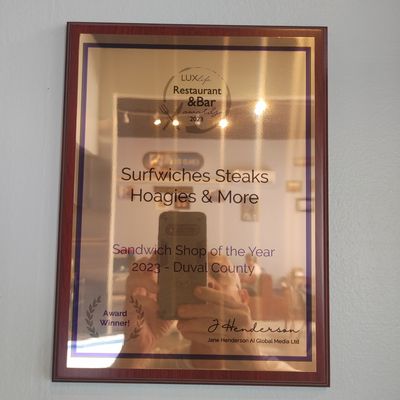 LUXlife
Restaurant
&Bar
awards
2023
Surfwiches Steaks
Hoagies & More
Sandwich Shop of the Year
2023 - Duval County
Award
Winner!
J Henderson
Jane Henderson AI Global Media Ltd